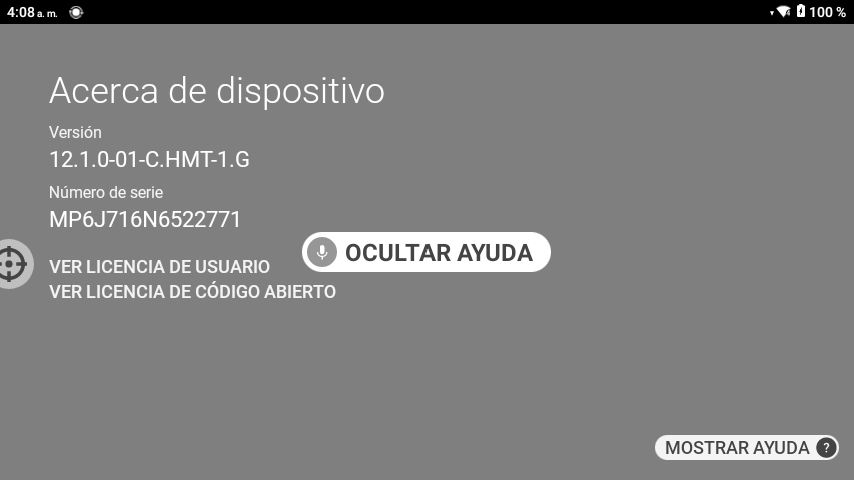 4:08 a. m.
100 %
Acerca de dispositivo
Versión
12.1.0-01-C.HMT-1.G
Número de serie
MP6J716N6522771
OCULTAR AYUDA
VER LICENCIA DE USUARIO
VER LICENCIA DE CÓDIGO ABIERTO
MOSTRAR AYUDA ?